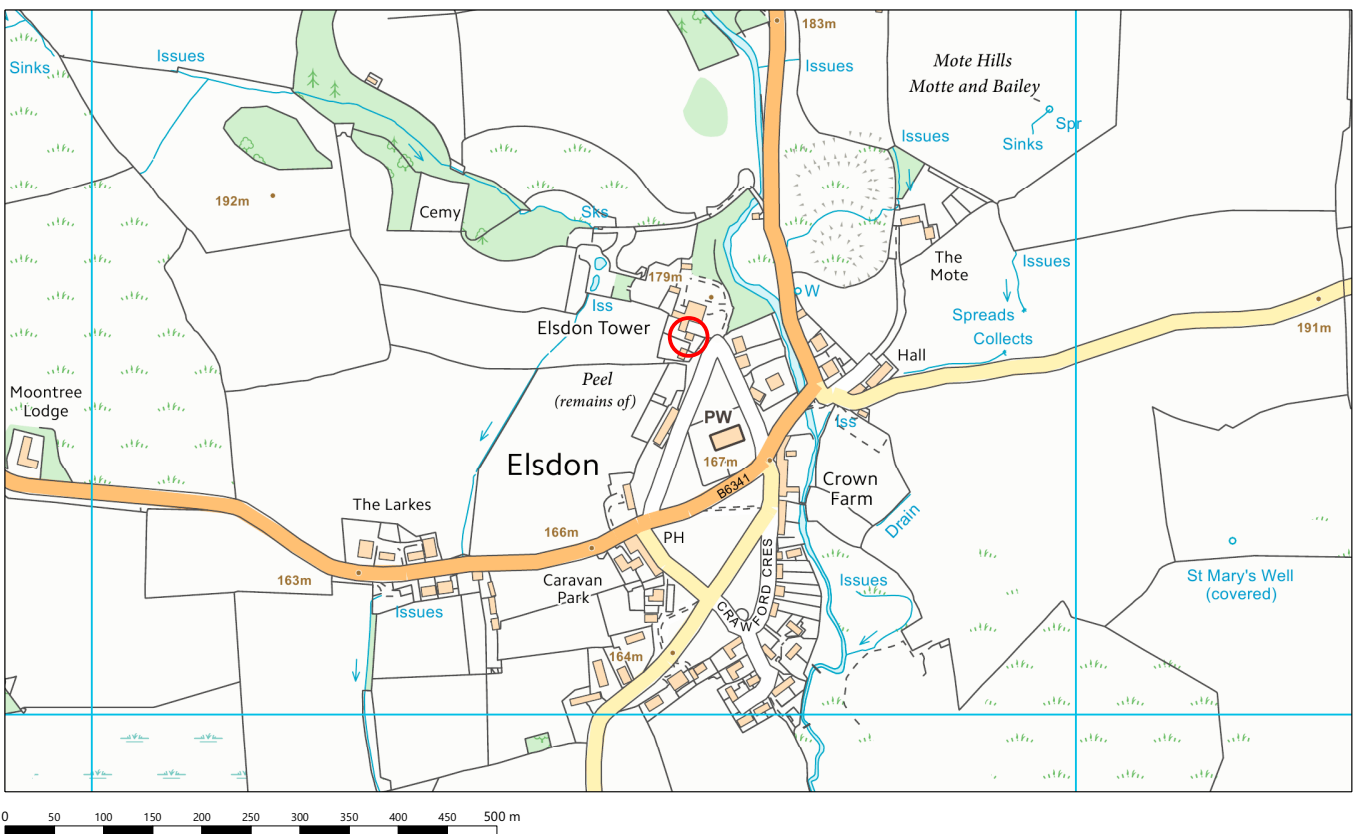 183m
Issues
Sinks
Issues
Mote Hills
Motte and Bailey
Spr
Sinks
Issues
192m
Cemy
Sks
The
Mote
Issues
179m
Iss
W
Elsdon Tower
Spreads
Collects
191m
Hall
Peel
(remains of)
Moontree
Lodge
PW
Iss
167m
Elsdon
B6341
Crown
Farm
Drain
The Larkes
166m
PH
163m
Caravan
Park
Issues
CRAWFORD CRES
Issues
St Mary's Well
(covered)
164m
0 50 100 150 200 250 300 350 400 450 500 m